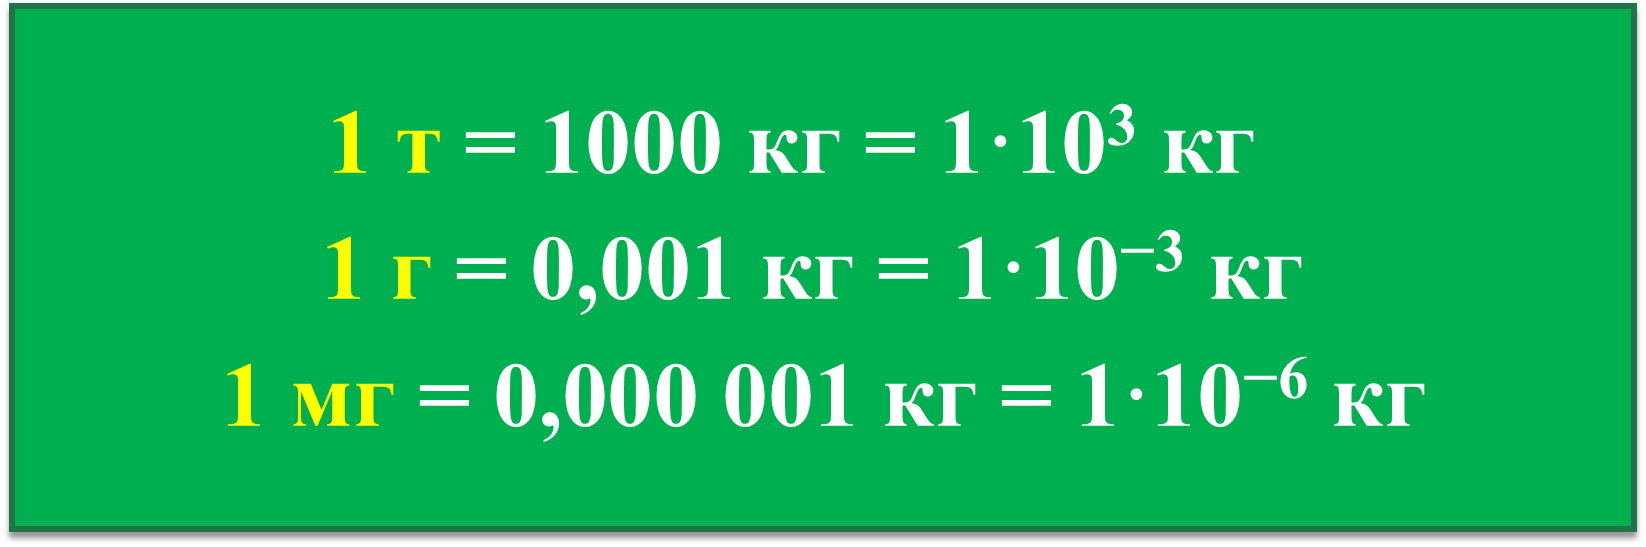 1 т = 1000 кг = 1·10³ кг
1 г = 0,001 кг = 1·10⁻³ кг
1 мг = 0,000 001 кг = 1·10⁻⁶ кг